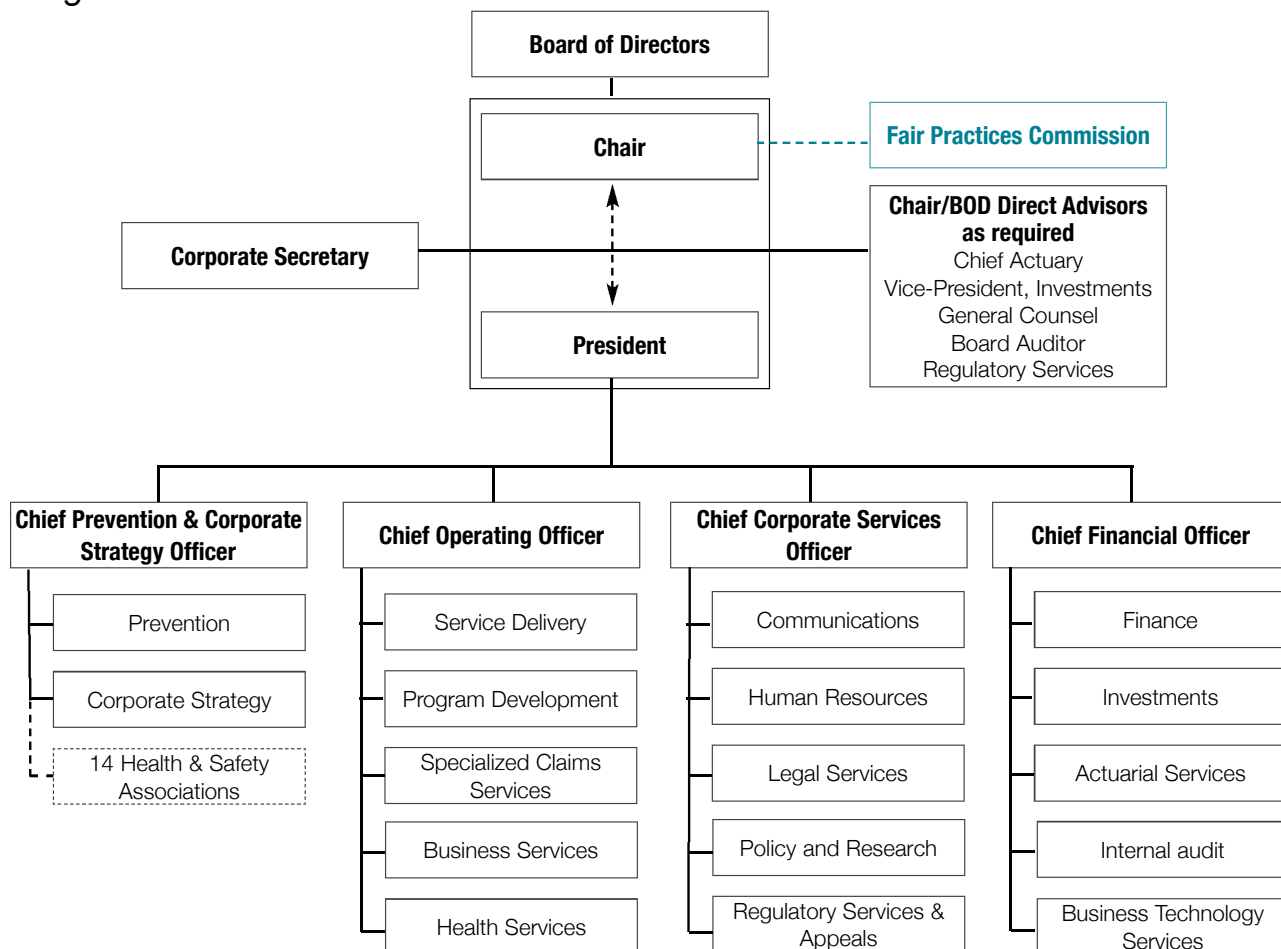 Board of Directors
Chair
Fair Practices Commission
Chair/BOD Direct Advisors
as required
Chief Actuary
Vice-President, Investments
General Counsel
Board Auditor
Regulatory Services
Corporate Secretary
President
Chief Prevention & Corporate
Strategy Officer
Prevention
Corporate Strategy
14 Health & Safety
Associations
Chief Operating Officer
Service Delivery
Program Development
Specialized Claims
Services
Business Services
Health Services
Chief Corporate Services
Officer
Communications
Human Resources
Legal Services
Policy and Research
Regulatory Services &
Appeals
Chief Financial Officer
Finance
Investments
Actuarial Services
Internal audit
Business Technology
Services